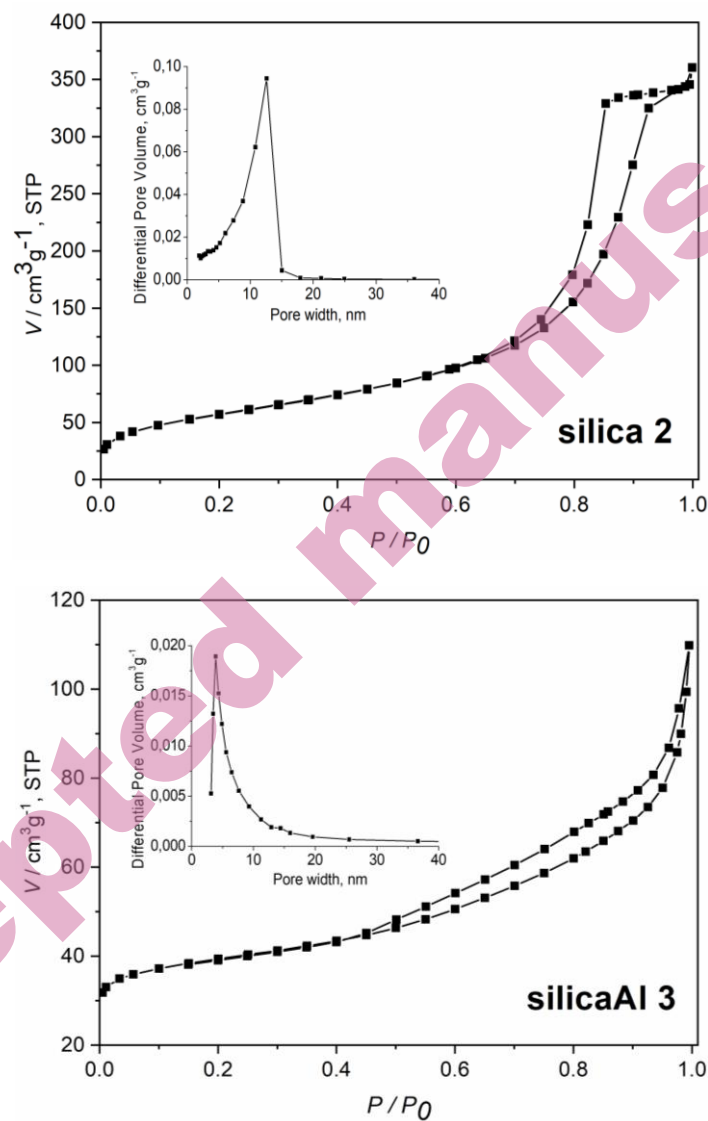 400
350
300
250
200
150
100
50
0
V / cm3g-1, STP
0.0 0.2 0.4 0.6 0.8 1.0
P / P0
silica 2
0,10
0,08
0,06
0,04
0,02
0,00
Differential Pore Volume, cm3g-1
0 10 20 30 40
Pore width, nm
120
100
80
60
40
20
V / cm3g-1, STP
0.0 0.2 0.4 0.6 0.8 1.0
P / P0
silicaAl 3
0,020
0,015
0,010
0,005
0,000
Differential Pore Volume, cm3g-1
0 10 20 30 40
Pore width, nm
epted manus